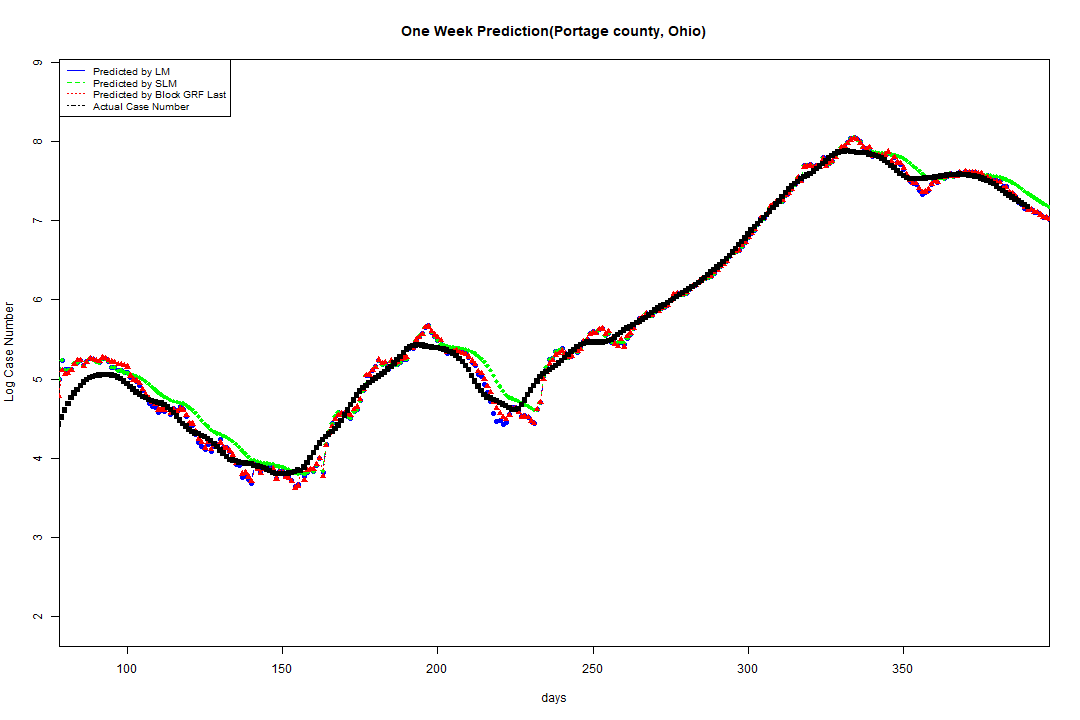 One Week Prediction(Portage county, Ohio)
Predicted by LM
Predicted by SLM
Predicted by Block GRF Last
Actual Case Number
Log Case Number
9
8
7
6
5
4
3
2
100 150 200 250 300 350
days